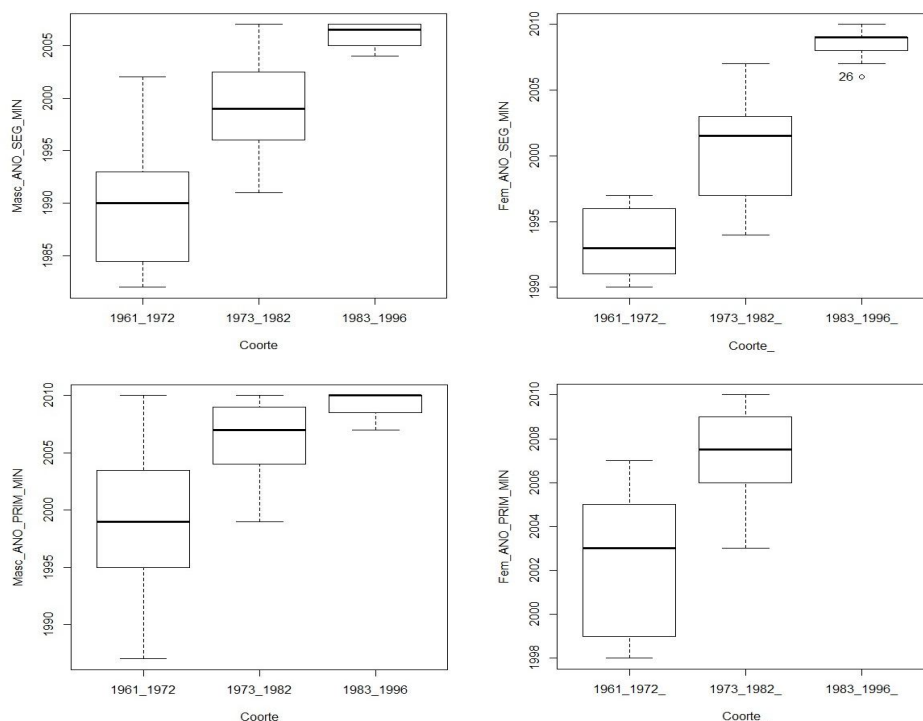 Masc_ANO_SEG_MIN
2005
2000
1995
1990
1985
1961_1972 1973_1982 1983_1996
Coorte
Fem_ANO_SEG_MIN
2010
2005
2000
1995
1990
26
1961_1972_ 1973_1982_ 1983_1996_
Coorte_
Masc_ANO_PRIM_MIN
2010
2005
2000
1995
1990
1961_1972 1973_1982 1983_1996
Coorte
Fem_ANO_PRIM_MIN
2010
2008
2006
2004
2002
2000
1998
1961_1972_ 1973_1982_ 1983_1996_
Coorte